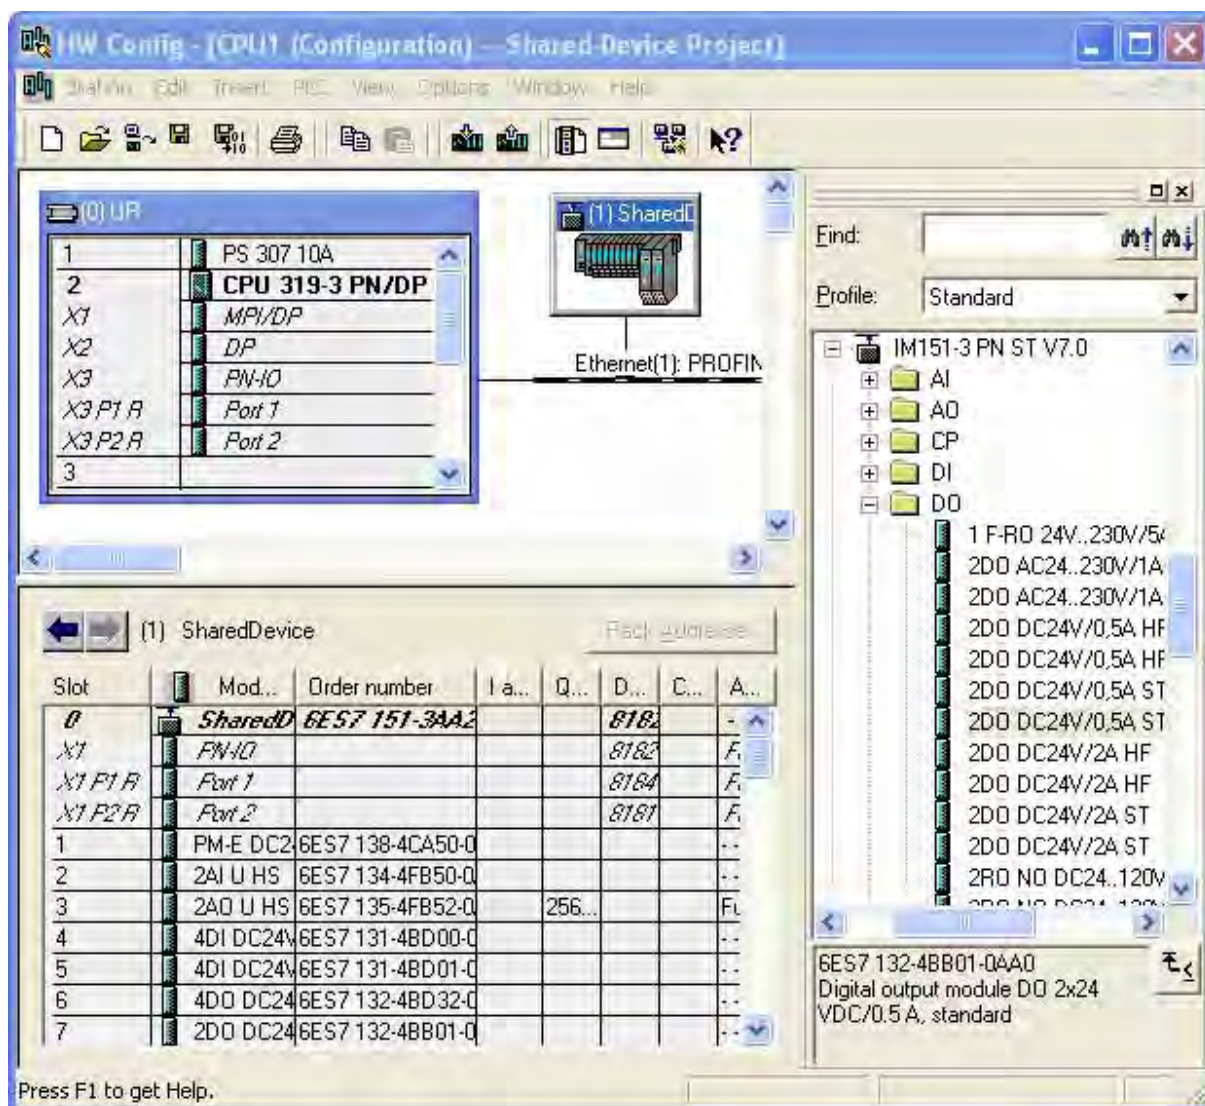 HW Config - [CPU1 (Configuration) -- Shared-Device Project]
Station Edit Insert PLC View Options Window Help
(0) UR
1 PS 307 10A
2 CPU 319-3 PN/DP
X1 MPI/DP
X2 DP
X3 PN-IO
X3 P1 R Port 1
X3 P2 R Port 2
3
(1) SharedD
Ethernet(1): PROFIN
(1) SharedDevice
Pack Addresse
Slot Mod... Order number I a... Q... D... C... A...
0 SharedD 6ES7 151-3AA2 8182 -
X1 PN-IO 8182 F
X1 P1 R Port 1 8184 F
X1 P2 R Port 2 8181 F
1 PM-E DC2 6ES7 138-4CA50-0 --
2 2AI U HS 6ES7 134-4FB50-0 --
3 2AO U HS 6ES7 135-4FB52-0 256... Fu
4 4DI DC24V 6ES7 131-4BD00-0 --
5 4DI DC24V 6ES7 131-4BD01-0 --
6 4DO DC24 6ES7 132-4BD32-0 --
7 2DO DC24 6ES7 132-4BB01-0 --
Find:
Profile: Standard
IM151-3 PN ST V7.0
AI
AO
CP
DI
DO
1 F-RO 24V..230V/5A
2DO AC24..230V/1A
2DO AC24..230V/1A
2DO DC24V/0,5A HF
2DO DC24V/0,5A HF
2DO DC24V/0,5A ST
2DO DC24V/0,5A ST
2DO DC24V/2A HF
2DO DC24V/2A HF
2DO DC24V/2A ST
2DO DC24V/2A ST
2RO NO DC24..120V
6ES7 132-4BB01-0AA0
Digital output module DO 2x24
VDC/0.5 A, standard
Press F1 to get Help.